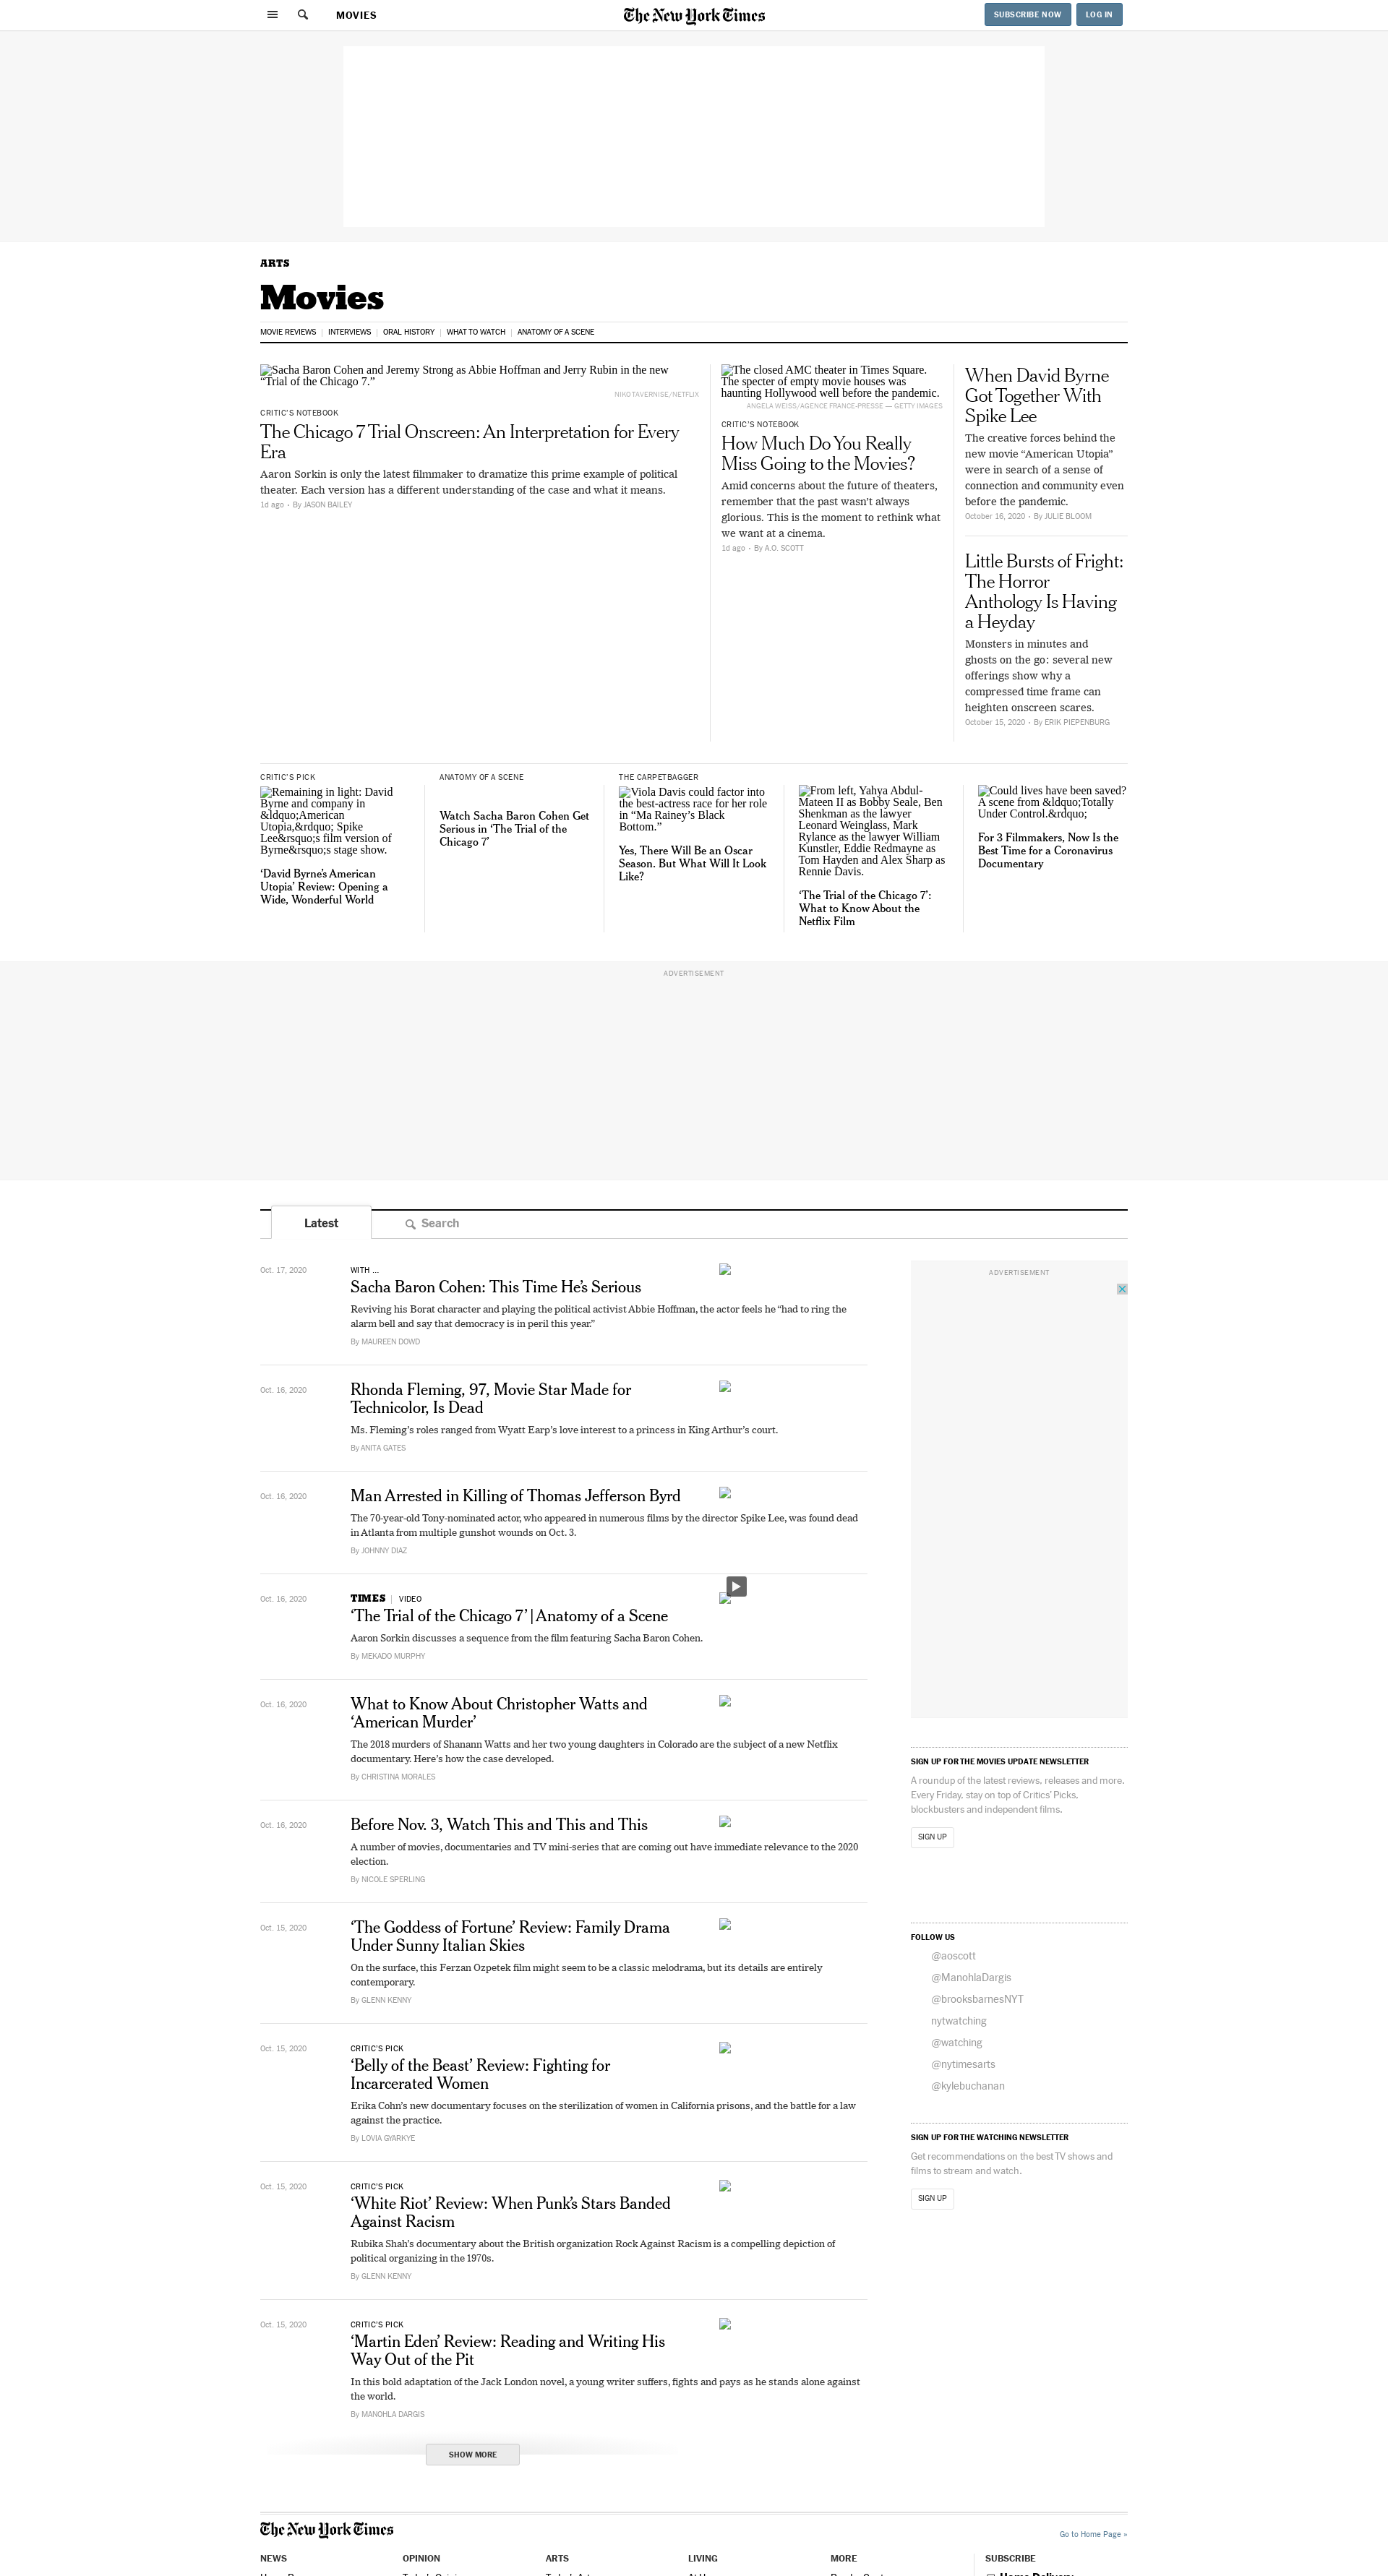 MOVIES
The New York Times
SUBSCRIBE NOW
LOG IN
ARTS
Movies
MOVIE REVIEWS
INTERVIEWS
ORAL HISTORY
WHAT TO WATCH
ANATOMY OF A SCENE
Sacha Baron Cohen and Jeremy Strong as Abbie Hoffman and Jerry Rubin in the new
“Trial of the Chicago 7.”
NIKO TAVERNISE/NETFLIX
CRITIC’S NOTEBOOK
The Chicago 7 Trial Onscreen: An Interpretation for Every
Era
Aaron Sorkin is only the latest filmmaker to dramatize this prime example of political
theater. Each version has a different understanding of the case and what it means.
1d ago • By JASON BAILEY
The closed AMC theater in Times Square.
The specter of empty movie houses was
haunting Hollywood well before the pandemic.
ANGELA WEISS/AGENCE FRANCE-PRESSE — GETTY IMAGES
CRITIC’S NOTEBOOK
How Much Do You Really
Miss Going to the Movies?
Amid concerns about the future of theaters,
remember that the past wasn’t always
glorious. This is the moment to rethink what
we want at a cinema.
1d ago • By A.O. SCOTT
When David Byrne
Got Together With
Spike Lee
The creative forces behind the
new movie “American Utopia”
were in search of a sense of
connection and community even
before the pandemic.
October 16, 2020 • By JULIE BLOOM
Little Bursts of Fright:
The Horror
Anthology Is Having
a Heyday
Monsters in minutes and
ghosts on the go: several new
offerings show why a
compressed time frame can
heighten onscreen scares.
October 15, 2020 • By ERIK PIEPENBURG
CRITIC’S PICK
Remaining in light: David
Byrne and company in
&ldquo;American
Utopia,&rdquo; Spike
Lee&rsquo;s film version of
Byrne&rsquo;s stage show.
‘David Byrne’s American
Utopia’ Review: Opening a
Wide, Wonderful World
ANATOMY OF A SCENE
Watch Sacha Baron Cohen Get
Serious in ‘The Trial of the
Chicago 7’
THE CARPETBAGGER
Viola Davis could factor into
the best-actress race for her role
in “Ma Rainey’s Black
Bottom.”
Yes, There Will Be an Oscar
Season. But What Will It Look
Like?
From left, Yahya Abdul-
Mateen II as Bobby Seale, Ben
Shenkman as the lawyer
Leonard Weinglass, Mark
Rylance as the lawyer William
Kunstler, Eddie Redmayne as
Tom Hayden and Alex Sharp as
Rennie Davis.
‘The Trial of the Chicago 7’:
What to Know About the
Netflix Film
Could lives have been saved?
A scene from &ldquo;Totally
Under Control.&rdquo;
For 3 Filmmakers, Now Is the
Best Time for a Coronavirus
Documentary
ADVERTISEMENT
Latest
Search
Oct. 17, 2020
WITH ...
Sacha Baron Cohen: This Time He’s Serious
Reviving his Borat character and playing the political activist Abbie Hoffman, the actor feels he “had to ring the
alarm bell and say that democracy is in peril this year.”
By MAUREEN DOWD
Oct. 16, 2020
Rhonda Fleming, 97, Movie Star Made for
Technicolor, Is Dead
Ms. Fleming’s roles ranged from Wyatt Earp’s love interest to a princess in King Arthur’s court.
By ANITA GATES
Oct. 16, 2020
Man Arrested in Killing of Thomas Jefferson Byrd
The 70-year-old Tony-nominated actor, who appeared in numerous films by the director Spike Lee, was found dead
in Atlanta from multiple gunshot wounds on Oct. 3.
By JOHNNY DIAZ
Oct. 16, 2020
TIMES | VIDEO
‘The Trial of the Chicago 7’ | Anatomy of a Scene
Aaron Sorkin discusses a sequence from the film featuring Sacha Baron Cohen.
By MEKADO MURPHY
Oct. 16, 2020
What to Know About Christopher Watts and
‘American Murder’
The 2018 murders of Shanann Watts and her two young daughters in Colorado are the subject of a new Netflix
documentary. Here’s how the case developed.
By CHRISTINA MORALES
Oct. 16, 2020
Before Nov. 3, Watch This and This and This
A number of movies, documentaries and TV mini-series that are coming out have immediate relevance to the 2020
election.
By NICOLE SPERLING
Oct. 15, 2020
‘The Goddess of Fortune’ Review: Family Drama
Under Sunny Italian Skies
On the surface, this Ferzan Ozpetek film might seem to be a classic melodrama, but its details are entirely
contemporary.
By GLENN KENNY
Oct. 15, 2020
CRITIC’S PICK
‘Belly of the Beast’ Review: Fighting for
Incarcerated Women
Erika Cohn’s new documentary focuses on the sterilization of women in California prisons, and the battle for a law
against the practice.
By LOVIA GYARKYE
Oct. 15, 2020
CRITIC’S PICK
‘White Riot’ Review: When Punk’s Stars Banded
Against Racism
Rubika Shah’s documentary about the British organization Rock Against Racism is a compelling depiction of
political organizing in the 1970s.
By GLENN KENNY
Oct. 15, 2020
CRITIC’S PICK
‘Martin Eden’ Review: Reading and Writing His
Way Out of the Pit
In this bold adaptation of the Jack London novel, a young writer suffers, fights and pays as he stands alone against
the world.
By MANOHLA DARGIS
SHOW MORE
ADVERTISEMENT
SIGN UP FOR THE MOVIES UPDATE NEWSLETTER
A roundup of the latest reviews, releases and more.
Every Friday, stay on top of Critics’ Picks,
blockbusters and independent films.
SIGN UP
FOLLOW US
@aoscott
@ManohlaDargis
@brooksbarnesNYT
nytwatching
@watching
@nytimesarts
@kylebuchanan
SIGN UP FOR THE WATCHING NEWSLETTER
Get recommendations on the best TV shows and
films to stream and watch.
SIGN UP
The New York Times
Go to Home Page »
NEWS
OPINION
ARTS
LIVING
MORE
SUBSCRIBE